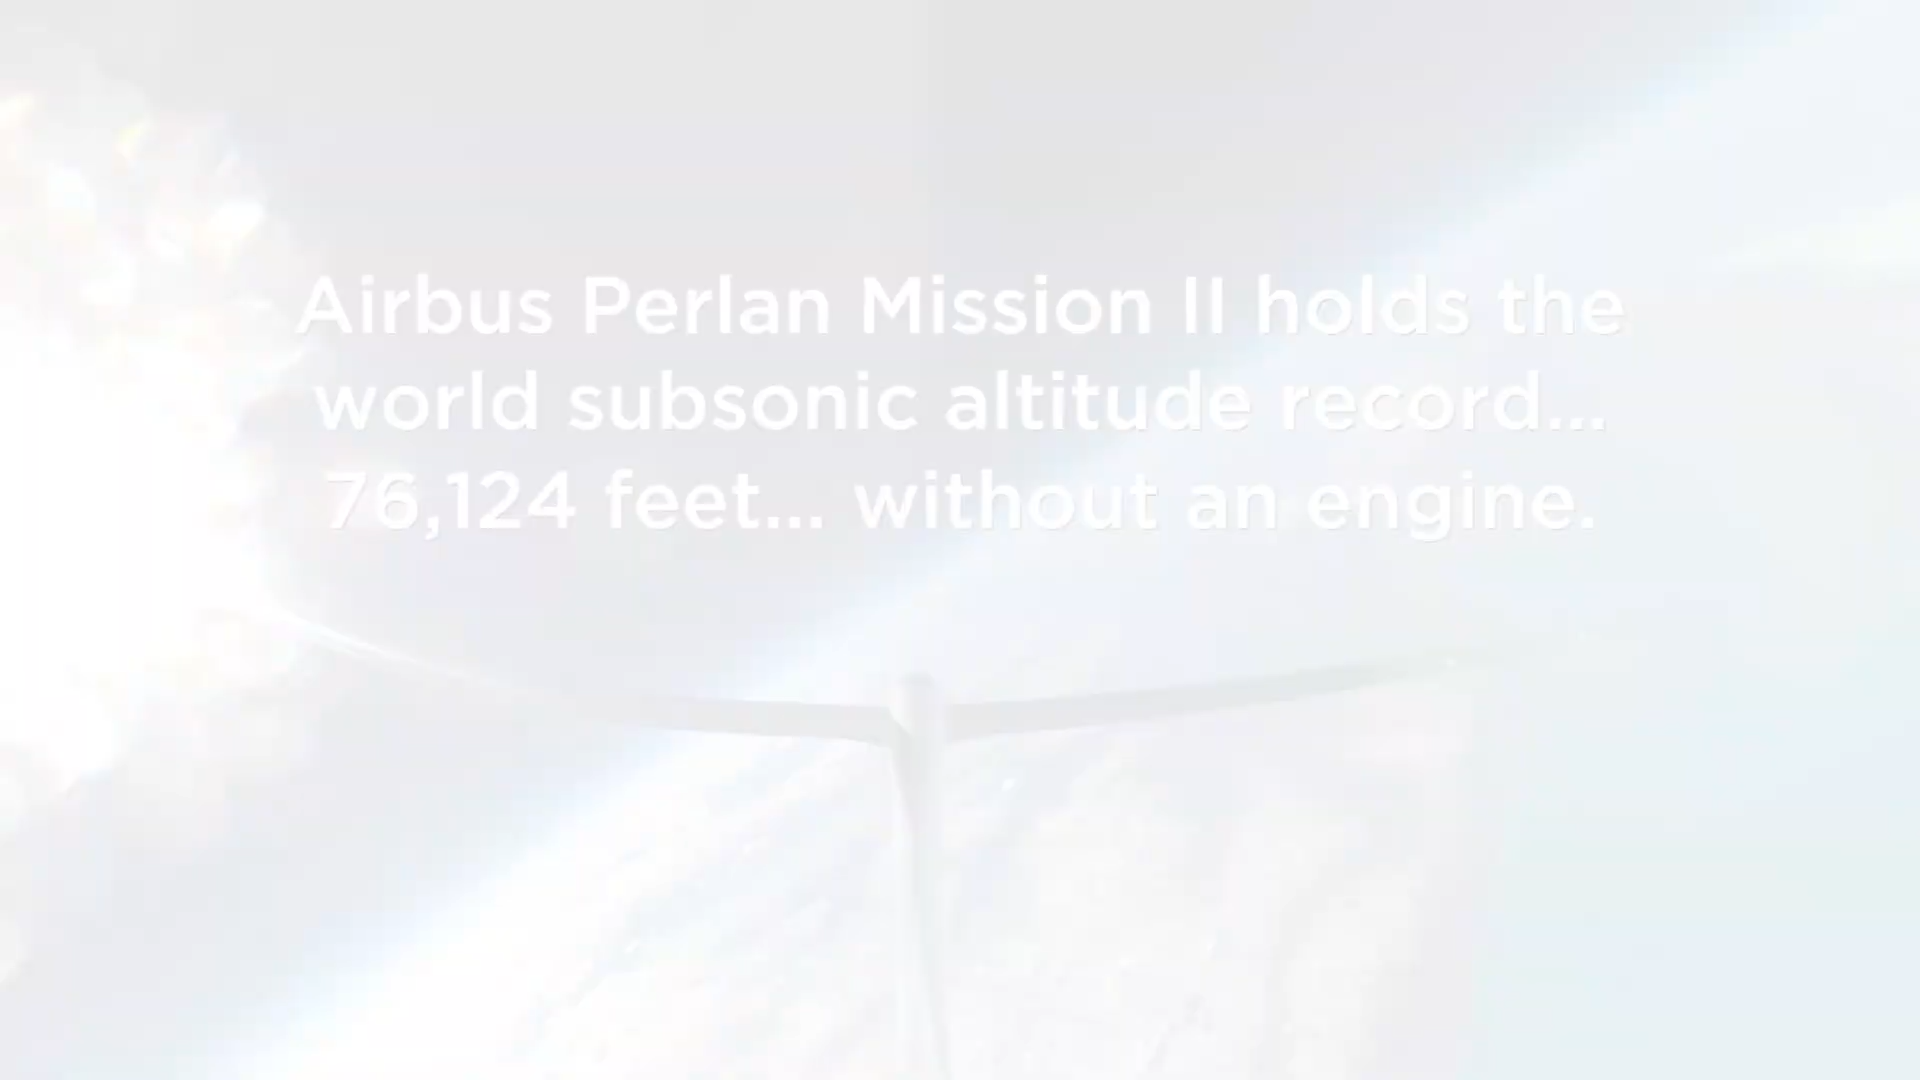 Airbus Perlan Mission II holds the
world subsonic altitude record...
76,124 feet... without an engine.